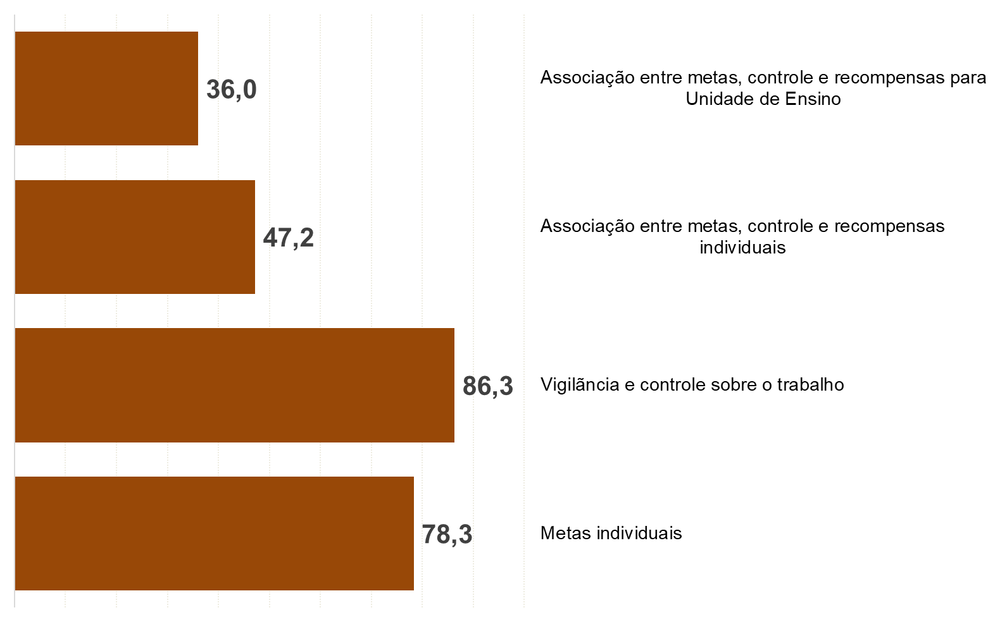 36,0
Associação entre metas, controle e recompensas para
Unidade de Ensino
47,2
Associação entre metas, controle e recompensas
individuais
86,3
Vigilãncia e controle sobre o trabalho
78,3
Metas individuais